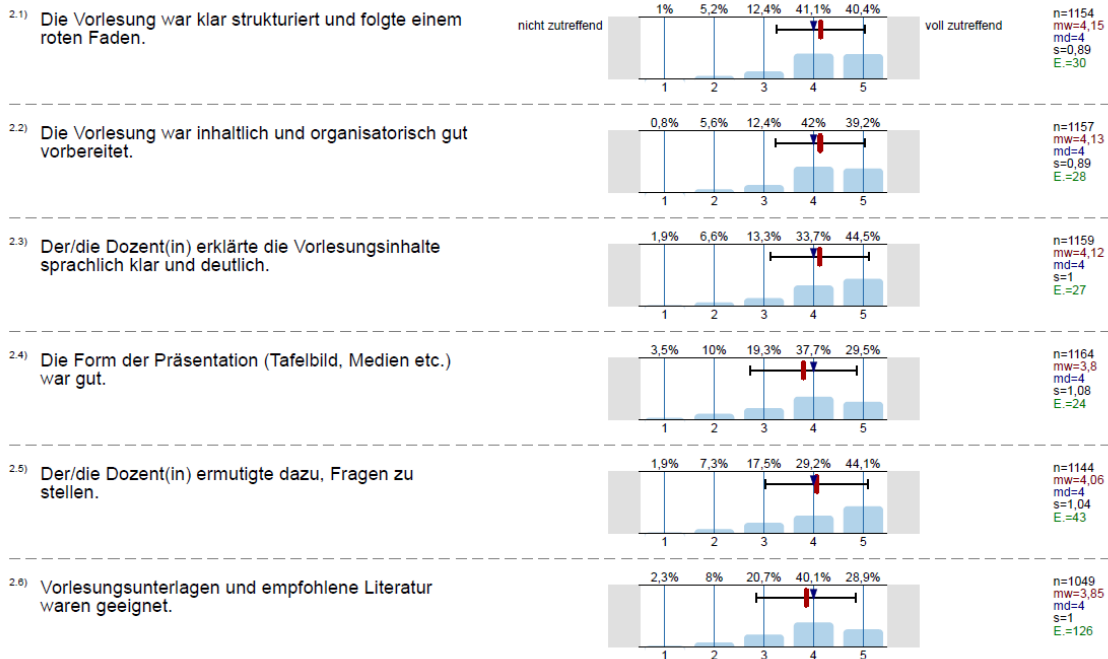 2.1) Die Vorlesung war klar strukturiert und folgte einem
roten Faden.
nicht zutreffend
1% 5,2% 12,4% 41,1% 40,4%
voll zutreffend
1 2 3 4 5
n=1154
mw=4,15
md=4
s=0,89
E.=30
2.2) Die Vorlesung war inhaltlich und organisatorisch gut
vorbereitet.
0,8% 5,6% 12,4% 42% 39,2%
1 2 3 4 5
n=1157
mw=4,13
md=4
s=0,89
E.=28
2.3) Der/die Dozent(in) erklärte die Vorlesungsinhalte
sprachlich klar und deutlich.
1,9% 6,6% 13,3% 33,7% 44,5%
1 2 3 4 5
n=1159
mw=4,12
md=4
s=1
E.=27
2.4) Die Form der Präsentation (Tafelbild, Medien etc.)
war gut.
3,5% 10% 19,3% 37,7% 29,5%
1 2 3 4 5
n=1164
mw=3,8
md=4
s=1,08
E.=24
2.5) Der/die Dozent(in) ermutigte dazu, Fragen zu
stellen.
1,9% 7,3% 17,5% 29,2% 44,1%
1 2 3 4 5
n=1144
mw=4,06
md=4
s=1,04
E.=43
2.6) Vorlesungsunterlagen und empfohlene Literatur
waren geeignet.
2,3% 8% 20,7% 40,1% 28,9%
1 2 3 4 5
n=1049
mw=3,85
md=4
s=1
E.=126